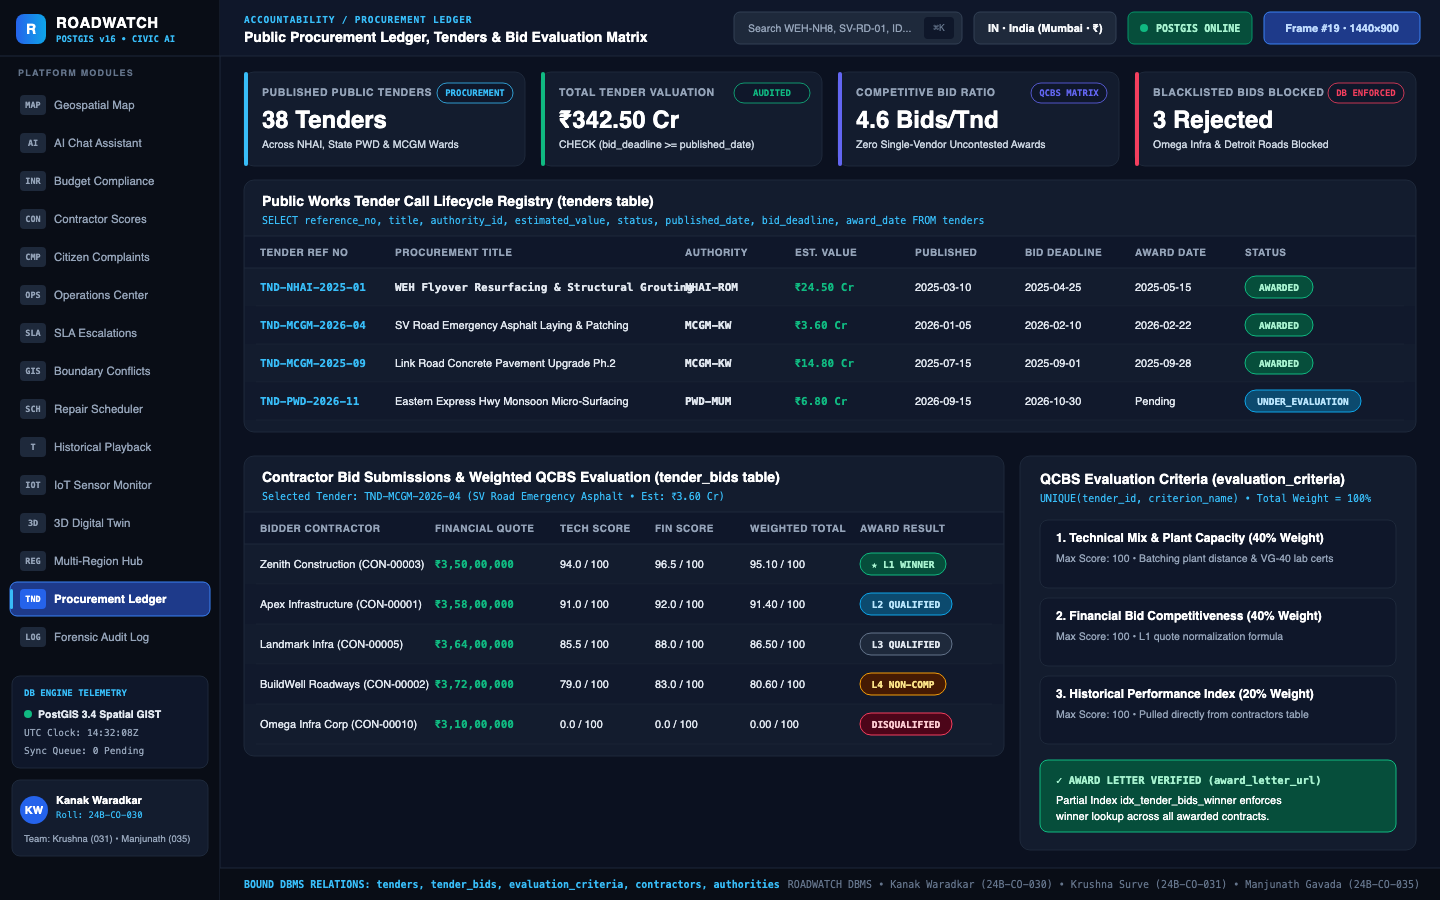 R
ROADWATCH
POSTGIS v16 • CIVIC AI
PLATFORM MODULES
MAP Geospatial Map
AI AI Chat Assistant
INR Budget Compliance
CON Contractor Scores
CMP Citizen Complaints
OPS Operations Center
SLA SLA Escalations
GIS Boundary Conflicts
SCH Repair Scheduler
T Historical Playback
IOT IoT Sensor Monitor
3D 3D Digital Twin
REG Multi-Region Hub
TND Procurement Ledger
LOG Forensic Audit Log
DB ENGINE TELEMETRY
PostGIS 3.4 Spatial GIST
UTC Clock: 14:32:08Z
Sync Queue: 0 Pending
KW Kanak Waradkar
Roll: 24B-CO-030
Team: Krushna (031) • Manjunath (035)
ACCOUNTABILITY / PROCUREMENT LEDGER
Public Procurement Ledger, Tenders & Bid Evaluation Matrix
Search WEH-NH8, SV-RD-01, ID... ⌘K
IN • India (Mumbai • ₹)
POSTGIS ONLINE
Frame #19 • 1440×900
PUBLISHED PUBLIC TENDERS PROCUREMENT
38 Tenders
Across NHAI, State PWD & MCGM Wards
TOTAL TENDER VALUATION AUDITED
₹342.50 Cr
CHECK (bid_deadline >= published_date)
COMPETITIVE BID RATIO QCBS MATRIX
4.6 Bids/Tnd
Zero Single-Vendor Uncontested Awards
BLACKLISTED BIDS BLOCKED DB ENFORCED
3 Rejected
Omega Infra & Detroit Roads Blocked
Public Works Tender Call Lifecycle Registry (tenders table)
SELECT reference_no, title, authority_id, estimated_value, status, published_date, bid_deadline, award_date FROM tenders
TENDER REF NO PROCUREMENT TITLE AUTHORITY EST. VALUE PUBLISHED BID DEADLINE AWARD DATE STATUS
TND-NHAI-2025-01 WEH Flyover Resurfacing & Structural Grouting NHAI-ROM ₹24.50 Cr 2025-03-10 2025-04-25 2025-05-15 AWARDED
TND-MCGM-2026-04 SV Road Emergency Asphalt Laying & Patching MCGM-KW ₹3.60 Cr 2026-01-05 2026-02-10 2026-02-22 AWARDED
TND-MCGM-2025-09 Link Road Concrete Pavement Upgrade Ph.2 MCGM-KW ₹14.80 Cr 2025-07-15 2025-09-01 2025-09-28 AWARDED
TND-PWD-2026-11 Eastern Express Hwy Monsoon Micro-Surfacing PWD-MUM ₹6.80 Cr 2026-09-15 2026-10-30 Pending UNDER_EVALUATION
Contractor Bid Submissions & Weighted QCBS Evaluation (tender_bids table)
Selected Tender: TND-MCGM-2026-04 (SV Road Emergency Asphalt • Est: ₹3.60 Cr)
BIDDER CONTRACTOR FINANCIAL QUOTE TECH SCORE FIN SCORE WEIGHTED TOTAL AWARD RESULT
Zenith Construction (CON-00003) ₹3,50,00,000 94.0 / 100 96.5 / 100 95.10 / 100 ★ L1 WINNER
Apex Infrastructure (CON-00001) ₹3,58,00,000 91.0 / 100 92.0 / 100 91.40 / 100 L2 QUALIFIED
Landmark Infra (CON-00005) ₹3,64,00,000 85.5 / 100 88.0 / 100 86.50 / 100 L3 QUALIFIED
BuildWell Roadways (CON-00002) ₹3,72,00,000 79.0 / 100 83.0 / 100 80.60 / 100 L4 NON-COMP
Omega Infra Corp (CON-00010) ₹3,10,00,000 0.0 / 100 0.0 / 100 0.00 / 100 DISQUALIFIED
QCBS Evaluation Criteria (evaluation_criteria)
UNIQUE(tender_id, criterion_name) • Total Weight = 100%
1. Technical Mix & Plant Capacity (40% Weight)
Max Score: 100 • Batching plant distance & VG-40 lab certs
2. Financial Bid Competitiveness (40% Weight)
Max Score: 100 • L1 quote normalization formula
3. Historical Performance Index (20% Weight)
Max Score: 100 • Pulled directly from contractors table
✓ AWARD LETTER VERIFIED (award_letter_url)
Partial Index idx_tender_bids_winner enforces
winner lookup across all awarded contracts.
BOUND DBMS RELATIONS: tenders, tender_bids, evaluation_criteria, contractors, authorities ROADWATCH DBMS • Kanak Waradkar (24B-CO-030) • Krushna Surve (24B-CO-031) • Manjunath Gavada (24B-CO-035)